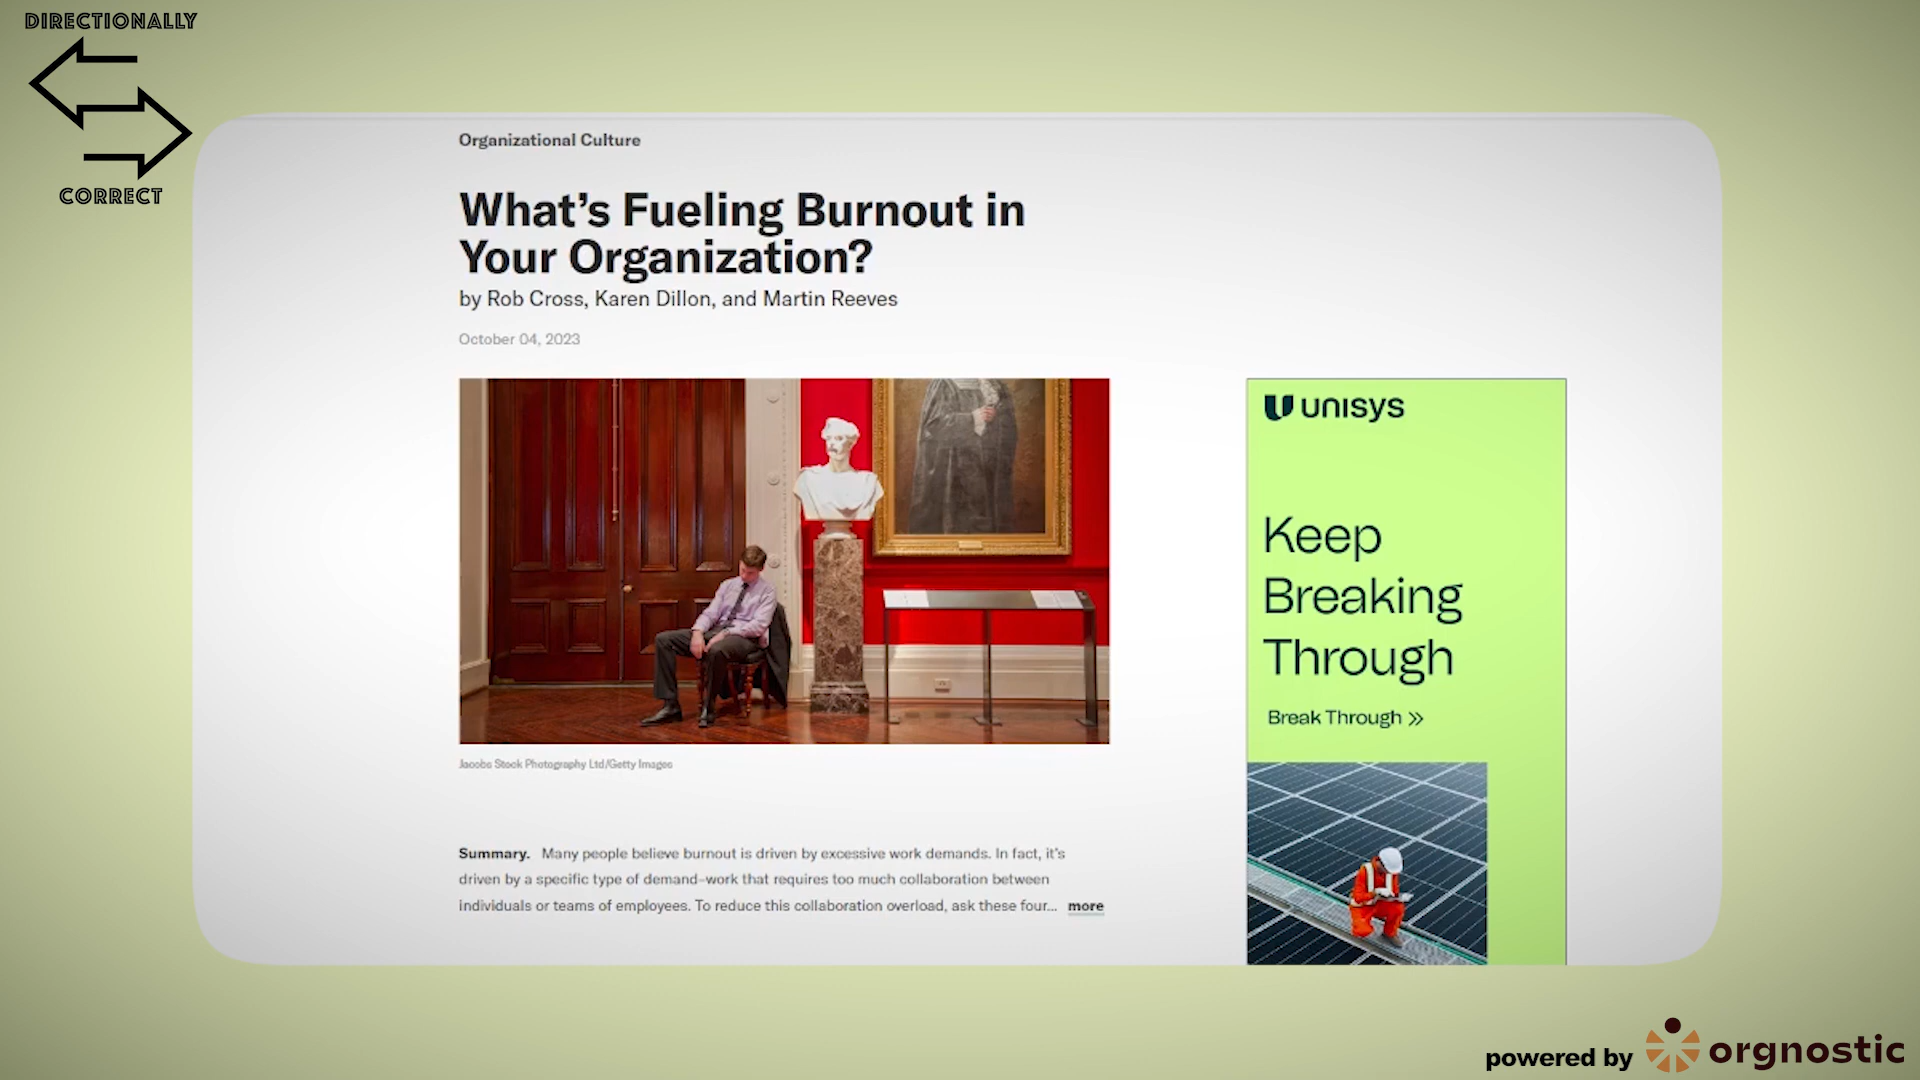 DIRECTIONALLY
CORRECT
Organizational Culture
What's Fueling Burnout in
Your Organization?
by Rob Cross, Karen Dillon, and Martin Reeves
October 04, 2023
Jacobs Stock Photography Ltd/Getty Images
Summary. Many people believe burnout is driven by excessive work demands. In fact, it's
driven by a specific type of demand–work that requires too much collaboration between
individuals or teams of employees. To reduce this collaboration overload, ask these four... more
UNISYS
Keep
Breaking
Through
Break Through »
powered by orgnostic